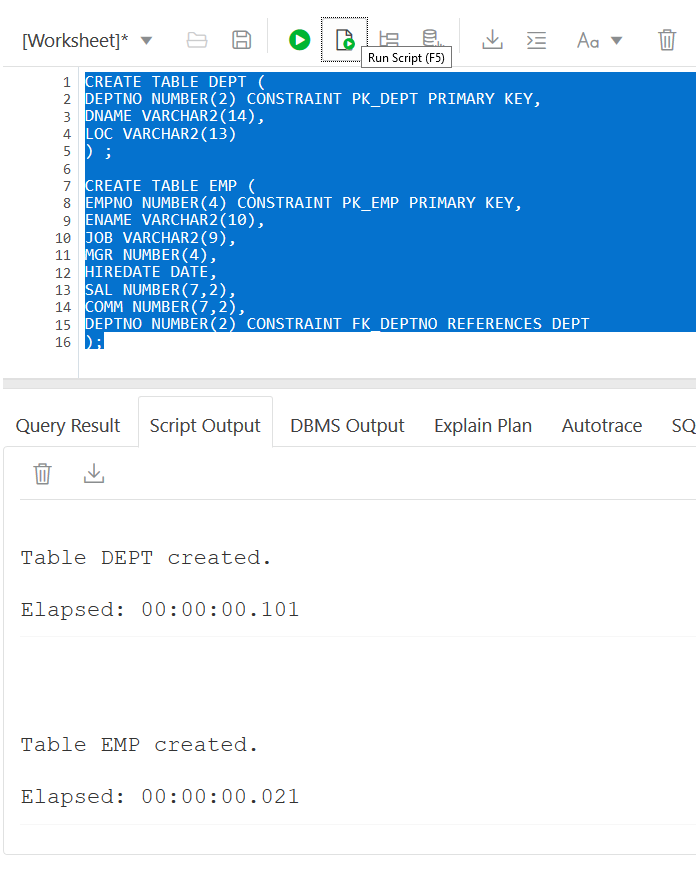 [Worksheet]*
Aa
Run Script (F5)
1 CREATE TABLE DEPT (
2 DEPTNO NUMBER(2) CONSTRAINT PK_DEPT PRIMARY KEY,
3 DNAME VARCHAR2(14),
4 LOC VARCHAR2(13)
5 ) ;
6
7 CREATE TABLE EMP (
8 EMPNO NUMBER(4) CONSTRAINT PK_EMP PRIMARY KEY,
9 ENAME VARCHAR2(10),
10 JOB VARCHAR2(9),
11 MGR NUMBER(4),
12 HIREDATE DATE,
13 SAL NUMBER(7,2),
14 COMM NUMBER(7,2),
15 DEPTNO NUMBER(2) CONSTRAINT FK_DEPTNO REFERENCES DEPT
16 );
Query Result Script Output DBMS Output Explain Plan Autotrace SQ
Table DEPT created.
Elapsed: 00:00:00.101
Table EMP created.
Elapsed: 00:00:00.021